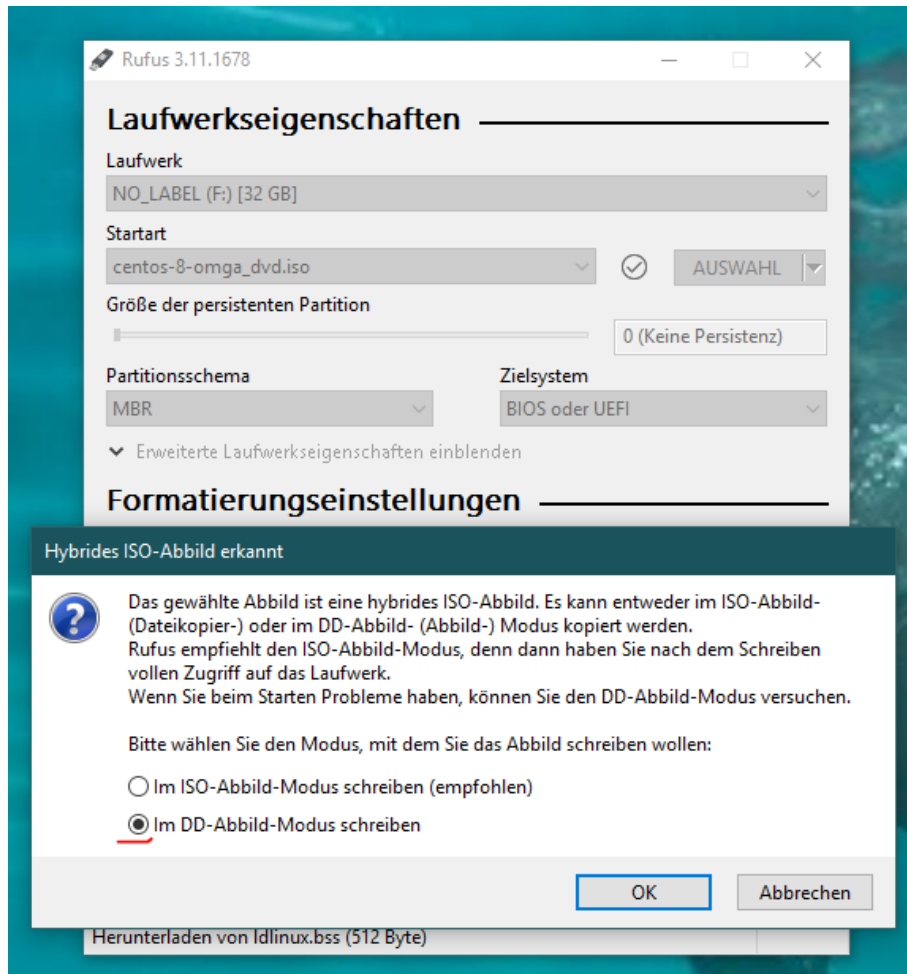 Rufus 3.11.1678
Laufwerkseigenschaften
Laufwerk
NO_LABEL (F:) [32 GB]
Startart
centos-8-omga_dvd.iso
AUSWAHL
Größe der persistenten Partition
0 (Keine Persistenz)
Partitionsschema
Zielsystem
MBR
BIOS oder UEFI
Erweiterte Laufwerkseigenschaften einblenden
Formatierungseinstellungen
Hybrides ISO-Abbild erkannt
Das gewählte Abbild ist eine hybrides ISO-Abbild. Es kann entweder im ISO-Abbild-
(Dateikopier-) oder im DD-Abbild- (Abbild-) Modus kopiert werden.
Rufus empfiehlt den ISO-Abbild-Modus, denn dann haben Sie nach dem Schreiben
vollen Zugriff auf das Laufwerk.
Wenn Sie beim Starten Probleme haben, können Sie den DD-Abbild-Modus versuchen.
Bitte wählen Sie den Modus, mit dem Sie das Abbild schreiben wollen:
Im ISO-Abbild-Modus schreiben (empfohlen)
Im DD-Abbild-Modus schreiben
OK
Abbrechen
Herunterladen von ldlinux.bss (512 Byte)